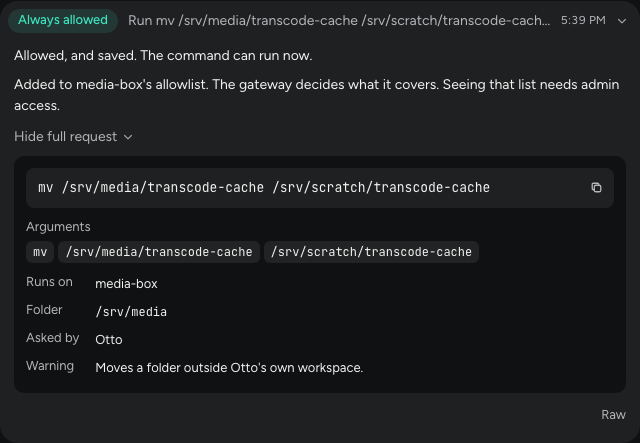 Always allowed Run mv /srv/media/transcode-cache /srv/scratch/transcode-cach... 5:39 PM
Allowed, and saved. The command can run now.
Added to media-box's allowlist. The gateway decides what it covers. Seeing that list needs admin
access.
Hide full request
mv /srv/media/transcode-cache /srv/scratch/transcode-cache
Arguments
mv /srv/media/transcode-cache /srv/scratch/transcode-cache
Runs on media-box
Folder /srv/media
Asked by Otto
Warning Moves a folder outside Otto's own workspace.
Raw